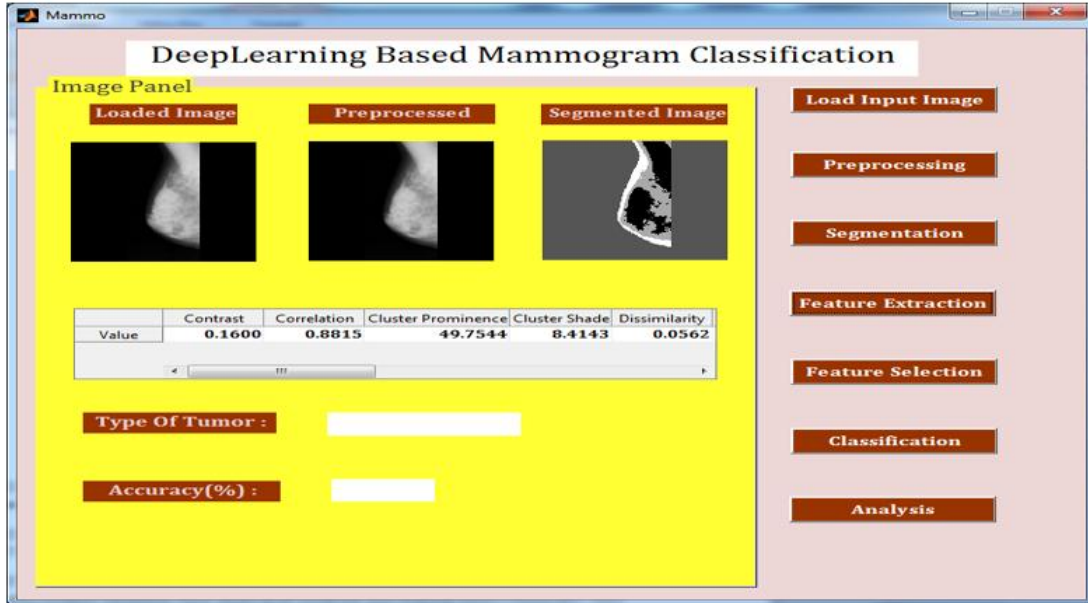 Mammo
DeepLearning Based Mammogram Classification
Image Panel
Loaded Image
Preprocessed
Segmented Image
Contrast Correlation Cluster Prominence Cluster Shade Dissimilarity
Value 0.1600 0.8815 49.7544 8.4143 0.0562
Type Of Tumor :
Accuracy(%) :
Load Input Image
Preprocessing
Segmentation
Feature Extraction
Feature Selection
Classification
Analysis